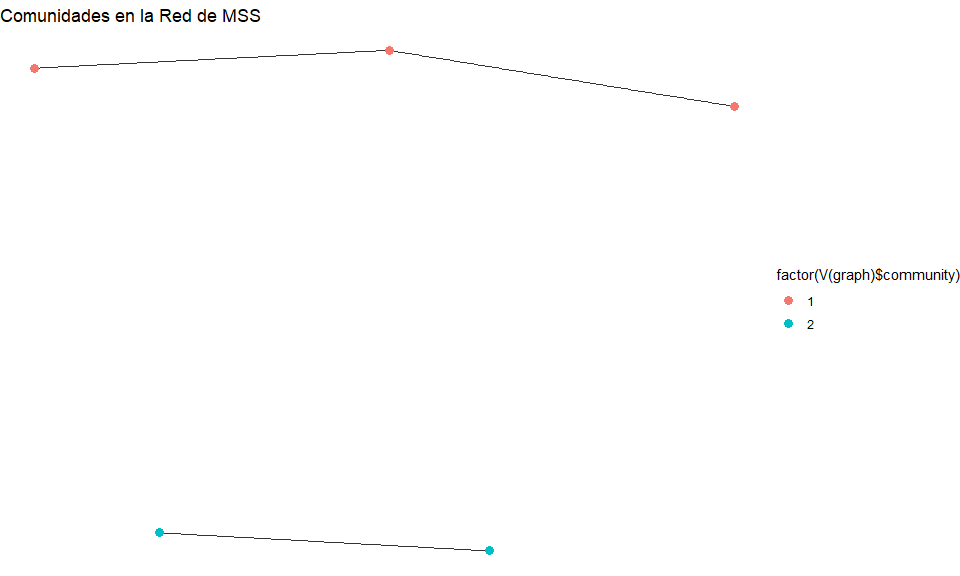 Comunidades en la Red de MSS
factor(V(graph)$community)
1
2